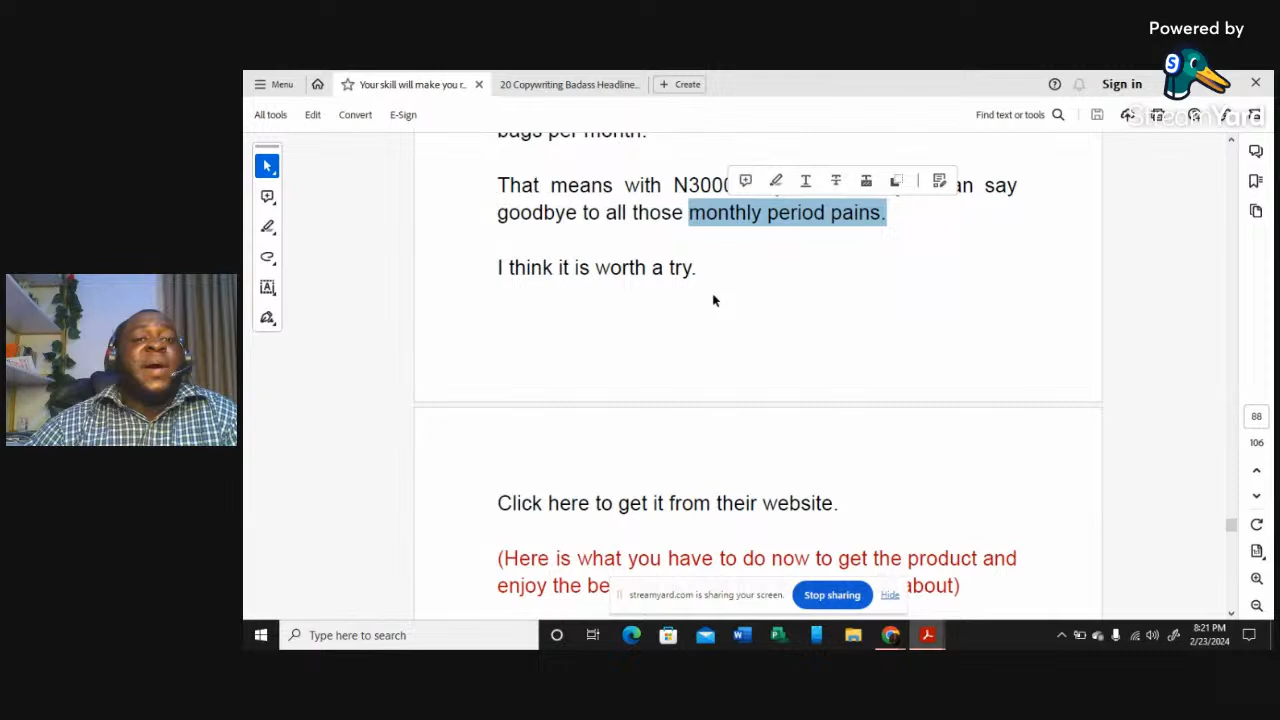 Powered by
StreamYard
Menu
Your skill will make you r...
20 Copywriting Badass Headline...
Create
Sign in
All tools
Edit
Convert
E-Sign
Find text or tools
bags per month.
That means with N3000 an say
goodbye to all those monthly period pains.
I think it is worth a try.
88
106
Click here to get it from their website.
(Here is what you have to do now to get the product and
enjoy the be about)
streamyard.com is sharing your screen.
Stop sharing
Hide
Type here to search
8:21 PM
2/23/2024